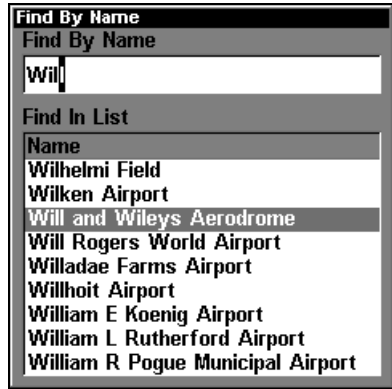 Find By Name
Find By Name
Will
Find In List
Name
Wilhelmi Field
Wilken Airport
Will and Wileys Aerodrome
Will Rogers World Airport
Willadae Farms Airport
Willhoit Airport
William E Koenig Airport
William L Rutherford Airport
William R Pogue Municipal Airport